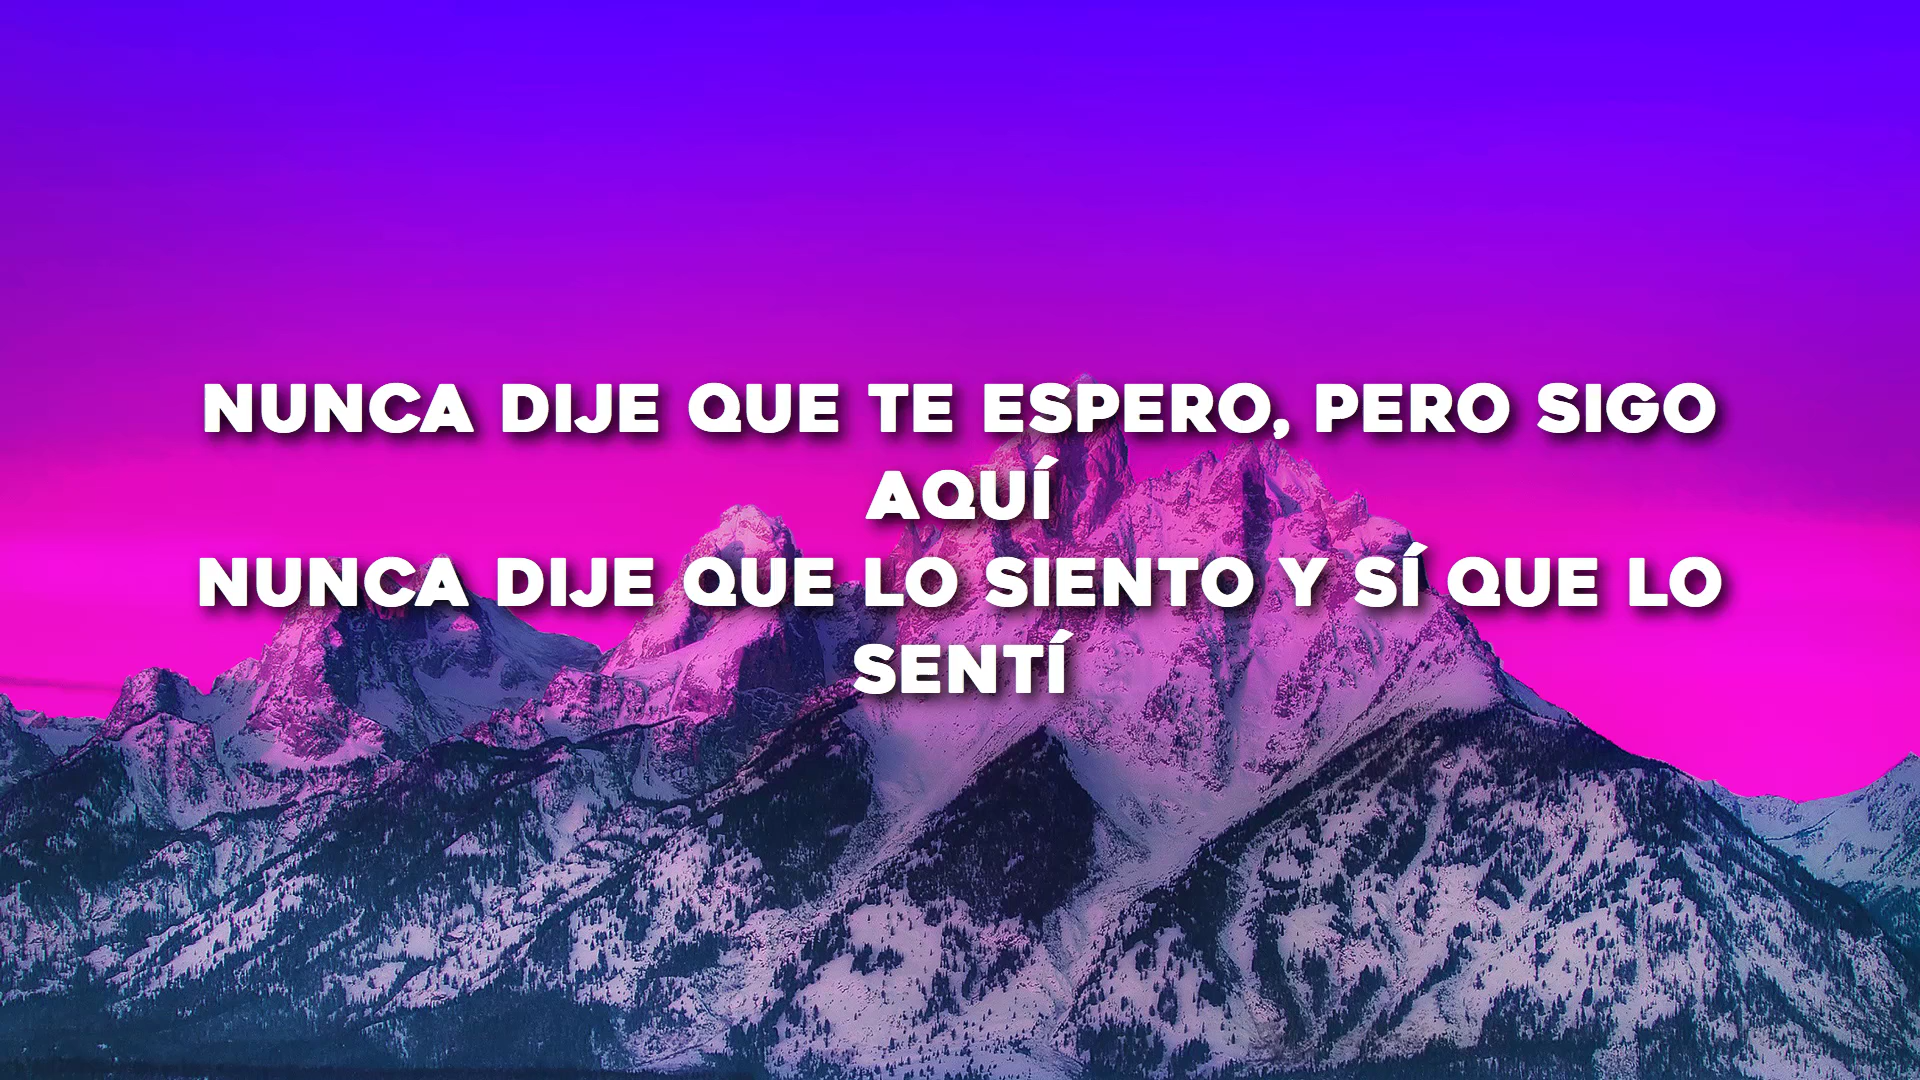 NUNCA DIJE QUE TE ESPERO, PERO SIGO
AQUÍ
NUNCA DIJE QUE LO SIENTO Y SÍ QUE LO
SENTÍ